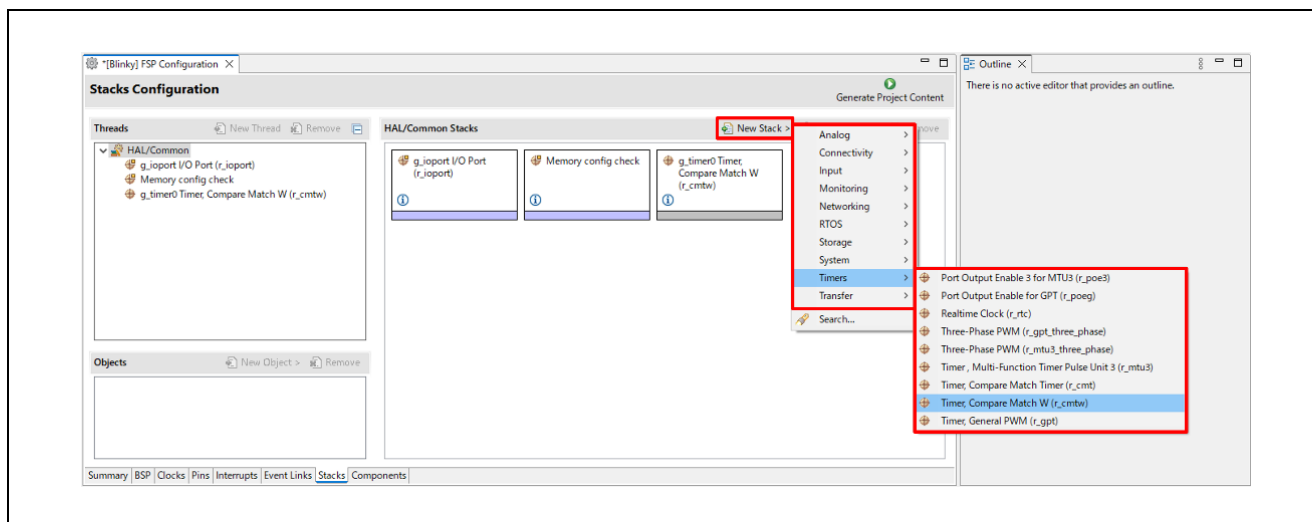 *[Blinky] FSP Configuration
Outline
Stacks Configuration
Generate Project Content
There is no active editor that provides an outline.
Threads
New Thread
Remove
HAL/Common
g_ioport I/O Port (r_ioport)
Memory config check
g_timer0 Timer, Compare Match W (r_cmtw)
HAL/Common Stacks
New Stack >
g_ioport I/O Port
(r_ioport)
Memory config check
g_timer0 Timer,
Compare Match W
(r_cmtw)
Analog >
Connectivity >
Input >
Monitoring >
Networking >
RTOS >
Storage >
System >
Timers >
Transfer >
Search...
Port Output Enable 3 for MTU3 (r_poe3)
Port Output Enable for GPT (r_poeg)
Realtime Clock (r_rtc)
Three-Phase PWM (r_gpt_three_phase)
Three-Phase PWM (r_mtu3_three_phase)
Timer , Multi-Function Timer Pulse Unit 3 (r_mtu3)
Timer, Compare Match Timer (r_cmt)
Timer, Compare Match W (r_cmtw)
Timer, General PWM (r_gpt)
Objects
New Object >
Remove
Summary BSP Clocks Pins Interrupts Event Links Stacks Components